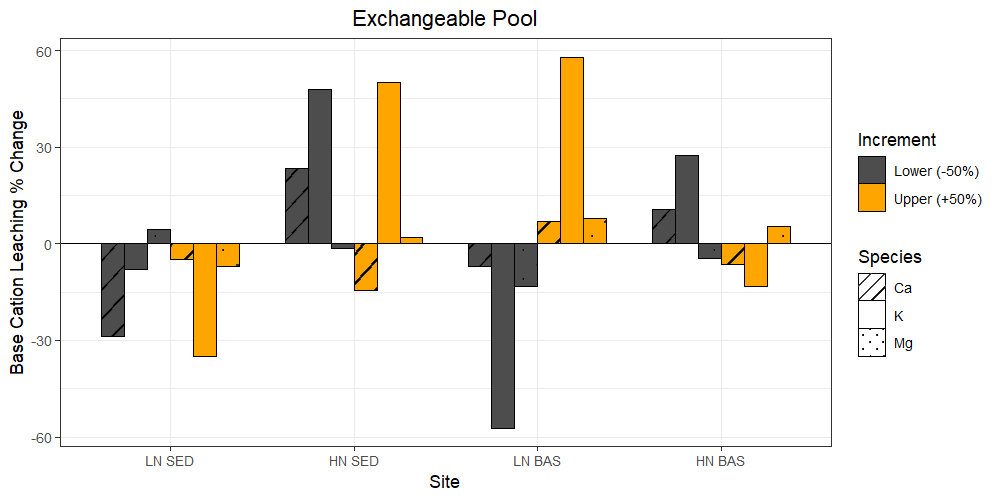 Exchangeable Pool
Base Cation Leaching % Change
60
30
0
-30
-60
LN SED
HN SED
LN BAS
HN BAS
Site
Increment
Lower (-50%)
Upper (+50%)
Species
Ca
K
Mg